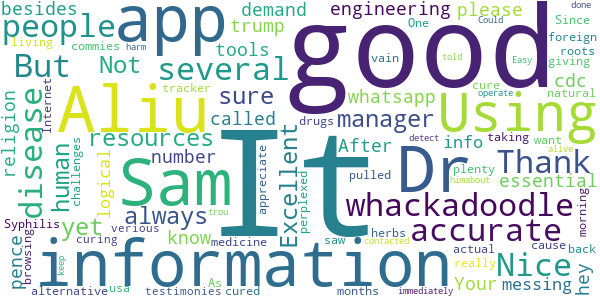 besides
people
app
demand
engineering
please
One
Since
commies
living
trump
tools
foreign
roots
giving
But
Not
several
good
Internet
harm
vain
told
Easy
done
Could
tracker
Aliu
sure
whatsapp
cdc
cure
natural
operate
disease
religion
human
challenges
resources
called
manager
drugs
Using
number
After
info
taking
want
detect
alive
logical
Sam
It
Dr
Thank
Excellent
appreciate
perplexed
pulled
plenty
himabout
essential
always
whackadoodle
yet
know
accurate
Syphilis
browsing
pence
curing
verious
trou
medicine
saw
herbs
cause
back
morning
information
Your
actual
really
contacted
Nice
hey
messing
keep
usa
As
cured
alternative
testimonies
months
immediately